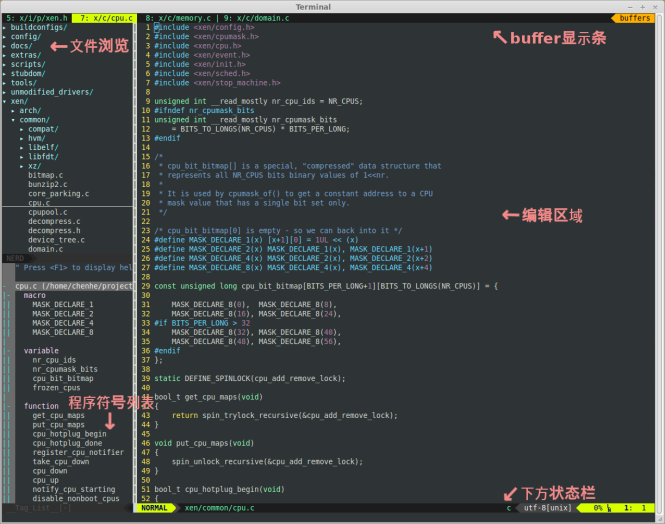 Terminal
5: x/i/p/xen.h 7: x/c/cpu.c 8: x/c/memory.c | 9: x/c/domain.c buffers
▸ buildconfigs/
▸ config/
▸ docs/
▸ extras/
▸ scripts/
▸ stubdom/
▸ tools/
▸ unmodified_drivers/
▾ xen/
▸ arch/
▾ common/
▸ compat/
▸ hvm/
▸ libelf/
▸ libfdt/
▸ xz/
bitmap.c
bunzip2.c
core_parking.c
cpu.c
cpupool.c
decompress.c
decompress.h
device_tree.c
domain.c
NERD
" Press <F1> to display hel
cpu.c (/home/chenhe/project
macro
MASK_DECLARE_1
MASK_DECLARE_2
MASK_DECLARE_4
MASK_DECLARE_8
variable
nr_cpu_ids
nr_cpumask_bits
cpu_bit_bitmap
frozen_cpus
function
get_cpu_maps
put_cpu_maps
cpu_hotplug_begin
cpu_hotplug_done
register_cpu_notifier
take_cpu_down
cpu_down
cpu_up
notify_cpu_starting
disable_nonboot_cpus
Tag_List [-]
1 #include <xen/config.h>
2 #include <xen/cpumask.h>
3 #include <xen/cpu.h>
4 #include <xen/event.h>
5 #include <xen/init.h>
6 #include <xen/sched.h>
7 #include <xen/stop_machine.h>
8
9 unsigned int __read_mostly nr_cpu_ids = NR_CPUS;
10 #ifndef nr_cpumask_bits
11 unsigned int __read_mostly nr_cpumask_bits
12 = BITS_TO_LONGS(NR_CPUS) * BITS_PER_LONG;
13 #endif
14
15 /*
16 * cpu_bit_bitmap[] is a special, "compressed" data structure that
17 * represents all NR_CPUS bits binary values of 1<<nr.
18 *
19 * It is used by cpumask_of() to get a constant address to a CPU
20 * mask value that has a single bit set only.
21 */
22
23 /* cpu_bit_bitmap[0] is empty - so we can back into it */
24 #define MASK_DECLARE_1(x) [x+1][0] = 1UL << (x)
25 #define MASK_DECLARE_2(x) MASK_DECLARE_1(x), MASK_DECLARE_1(x+1)
26 #define MASK_DECLARE_4(x) MASK_DECLARE_2(x), MASK_DECLARE_2(x+2)
27 #define MASK_DECLARE_8(x) MASK_DECLARE_4(x), MASK_DECLARE_4(x+4)
28
29 const unsigned long cpu_bit_bitmap[BITS_PER_LONG+1][BITS_TO_LONGS(NR_CPUS)] = {
30
31 MASK_DECLARE_8(0), MASK_DECLARE_8(8),
32 MASK_DECLARE_8(16), MASK_DECLARE_8(24),
33 #if BITS_PER_LONG > 32
34 MASK_DECLARE_8(32), MASK_DECLARE_8(40),
35 MASK_DECLARE_8(48), MASK_DECLARE_8(56),
36 #endif
37 };
38
39 static DEFINE_SPINLOCK(cpu_add_remove_lock);
40
41 bool_t get_cpu_maps(void)
42 {
43 return spin_trylock_recursive(&cpu_add_remove_lock);
44 }
45
46 void put_cpu_maps(void)
47 {
48 spin_unlock_recursive(&cpu_add_remove_lock);
49 }
50
51 bool_t cpu_hotplug_begin(void)
52 {
NORMAL xen/common/cpu.c c utf-8[unix] 0% 1: 1
←文件浏览
↖buffer显示条
←编辑区域
程序符号列表
↓
↙下方状态栏